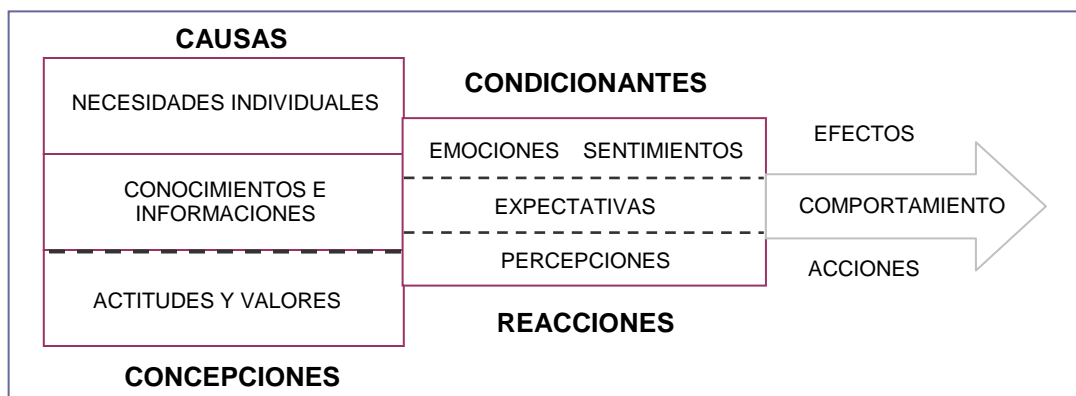 CAUSAS
NECESIDADES INDIVIDUALES
CONOCIMIENTOS E
INFORMACIONES
ACTITUDES Y VALORES
CONCEPCIONES
CONDICIONANTES
EMOCIONES SENTIMIENTOS
EXPECTATIVAS
PERCEPCIONES
REACCIONES
EFECTOS
COMPORTAMIENTO
ACCIONES